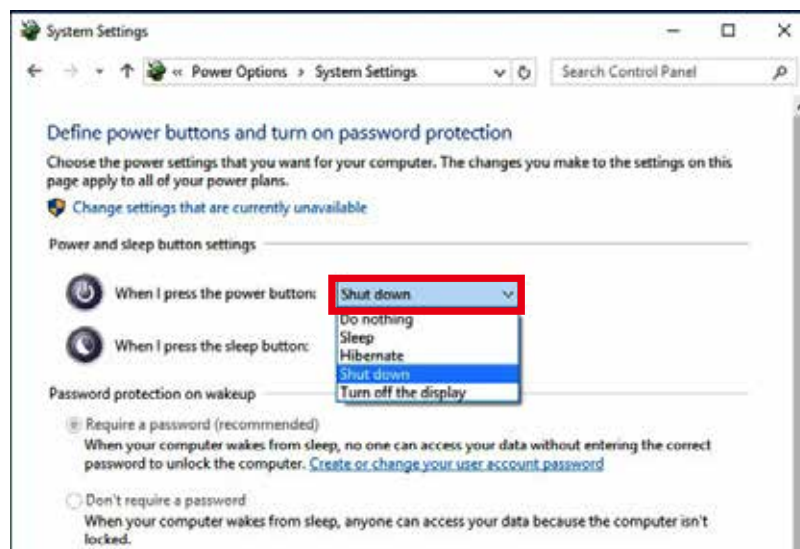 System Settings
« Power Options › System Settings
Search Control Panel
Define power buttons and turn on password protection
Choose the power settings that you want for your computer. The changes you make to the settings on this
page apply to all of your power plans.
Change settings that are currently unavailable
Power and sleep button settings
When I press the power button:
Shut down
Do nothing
Sleep
When I press the sleep button:
Hibernate
Shut down
Turn off the display
Password protection on wakeup
Require a password (recommended)
When your computer wakes from sleep, no one can access your data without entering the correct
password to unlock the computer. Create or change your user account password
Don't require a password
When your computer wakes from sleep, anyone can access your data because the computer isn't
locked.